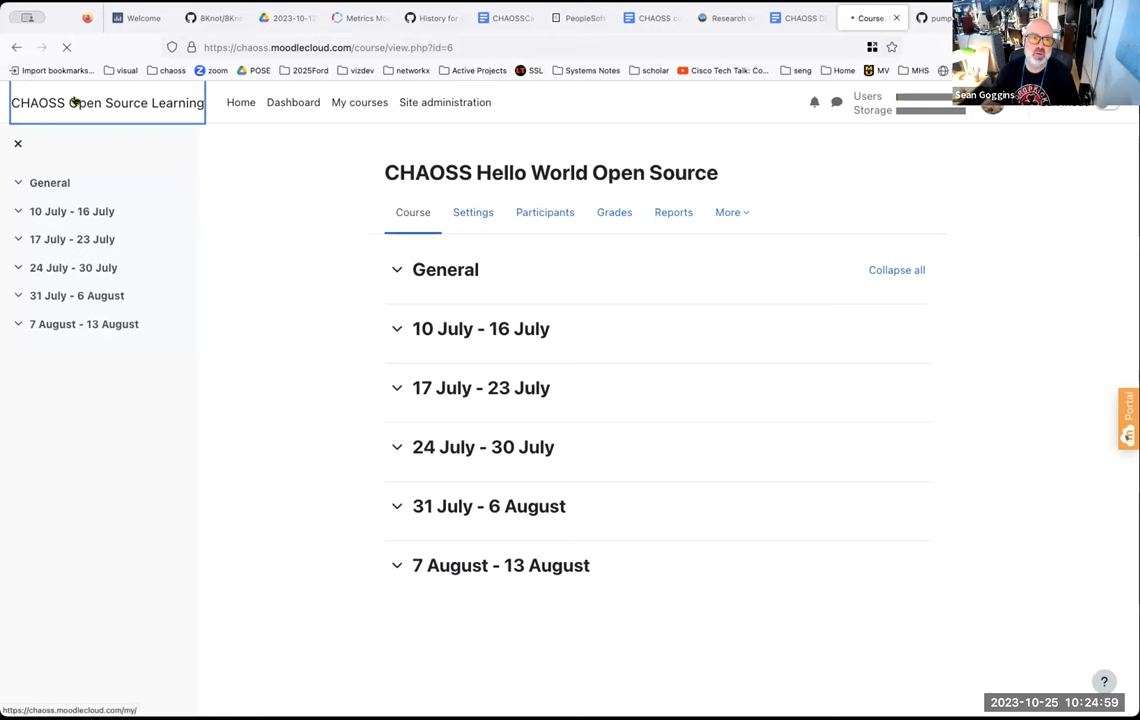 Welcome
8Knot/8Kno
2023-10-1
Metrics Mo
History for
CHAOSSCa
PeopleSoft
CHAOSS c
Research o
CHAOSS D
Course:
pump
https://chaoss.moodlecloud.com/course/view.php?id=6
Import bookmarks...
visual
chaoss
zoom
POSE
2025Ford
vizdev
networkx
Active Projects
SSL
Systems Notes
scholar
Cisco Tech Talk: Co...
seng
Home
MV
MHS
Sean Goggins
CHAOSS Open Source Learning
Home
Dashboard
My courses
Site administration
Users
Storage
General
10 July - 16 July
17 July - 23 July
24 July - 30 July
31 July - 6 August
7 August - 13 August
CHAOSS Hello World Open Source
Course
Settings
Participants
Grades
Reports
More
General
Collapse all
10 July - 16 July
17 July - 23 July
24 July - 30 July
31 July - 6 August
7 August - 13 August
Portal
?
https://chaoss.moodlecloud.com/my/
2023-10-25 10:24:59